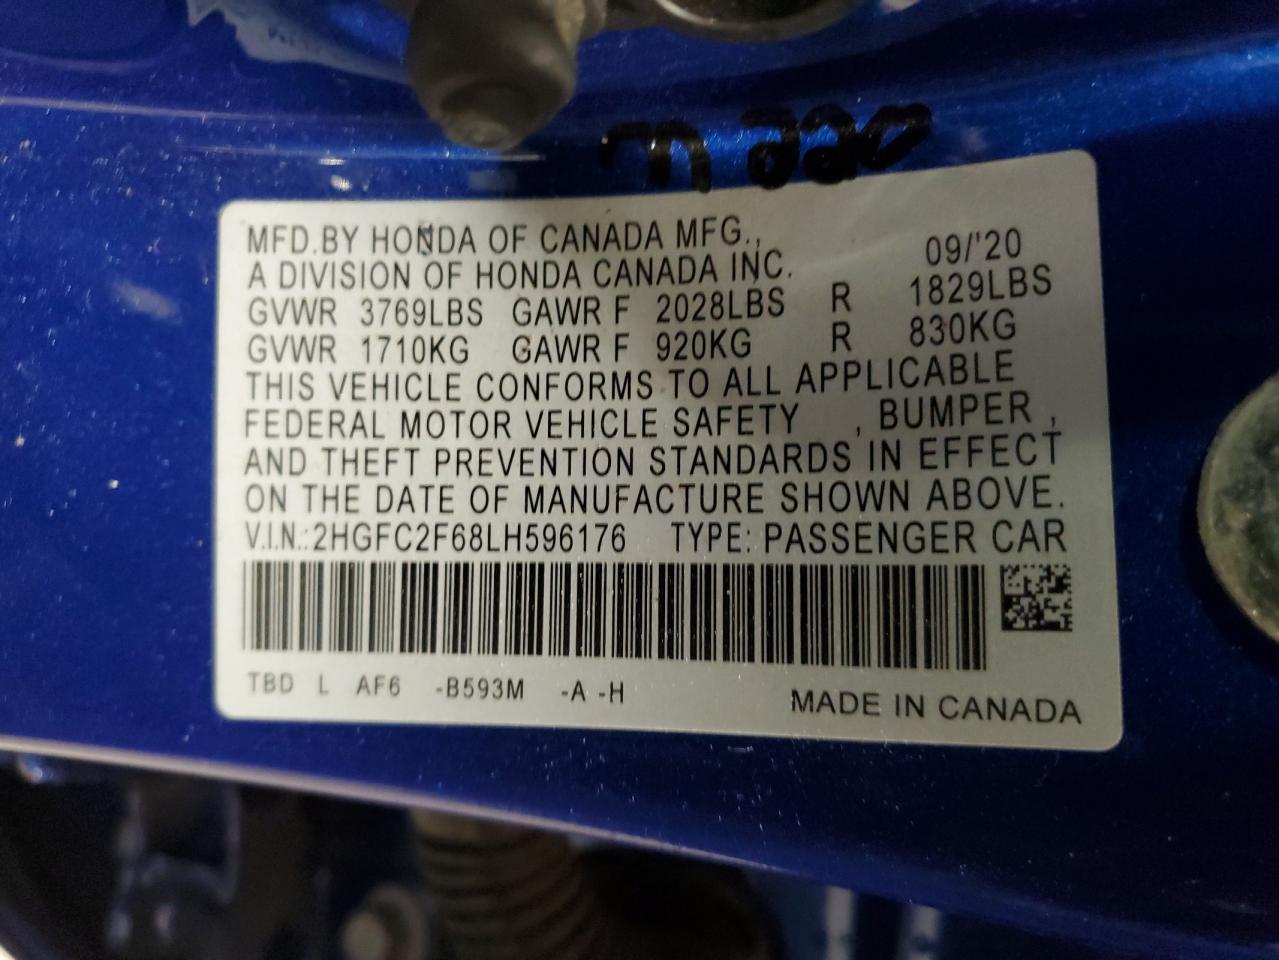 220
MFD.BY HONDA OF CANADA MFG.,
A DIVISION OF HONDA CANADA INC. 09/'20
GVWR 3769LBS GAWR F 2028LBS R 1829LBS
GVWR 1710KG GAWR F 920KG R 830KG
THIS VEHICLE CONFORMS TO ALL APPLICABLE
FEDERAL MOTOR VEHICLE SAFETY , BUMPER ,
AND THEFT PREVENTION STANDARDS IN EFFECT
ON THE DATE OF MANUFACTURE SHOWN ABOVE.
V.I.N.:2HGFC2F68LH596176 TYPE: PASSENGER CAR
TBD L AF6 -B593M -A -H MADE IN CANADA